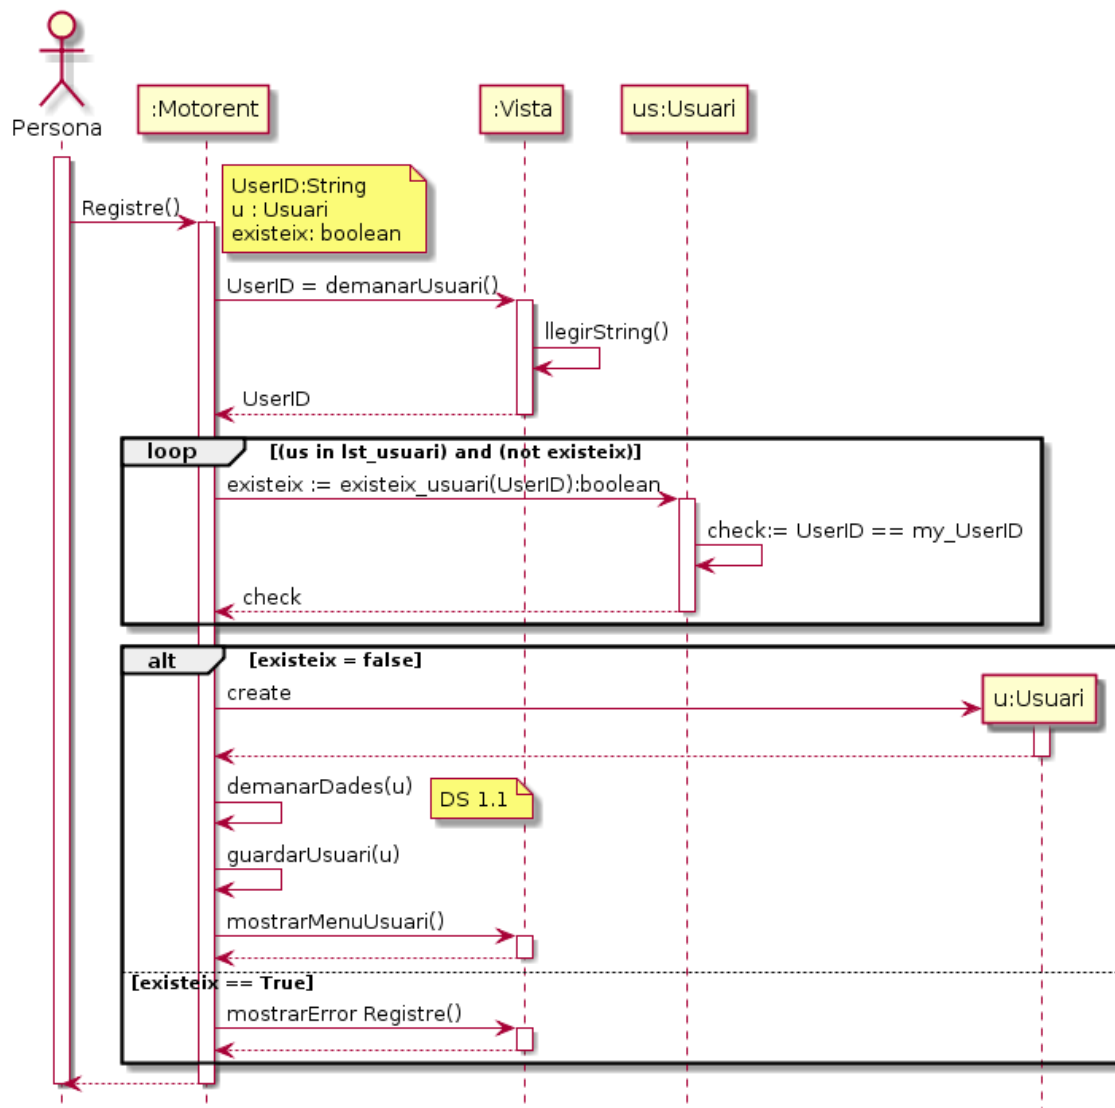 Persona
:Motorent
:Vista
us:Usuari
UserID:String
u : Usuari
existeix: boolean
Registre()
UserID = demanarUsuari()
llegirString()
UserID
loop
[(us in lst_usuari) and (not existeix)]
existeix := existeix_usuari(UserID):boolean
check:= UserID == my_UserID
check
alt
[existeix = false]
create
u:Usuari
demanarDades(u)
DS 1.1
guardarUsuari(u)
mostrarMenuUsuari()
[existeix == True]
mostrarError Registre()